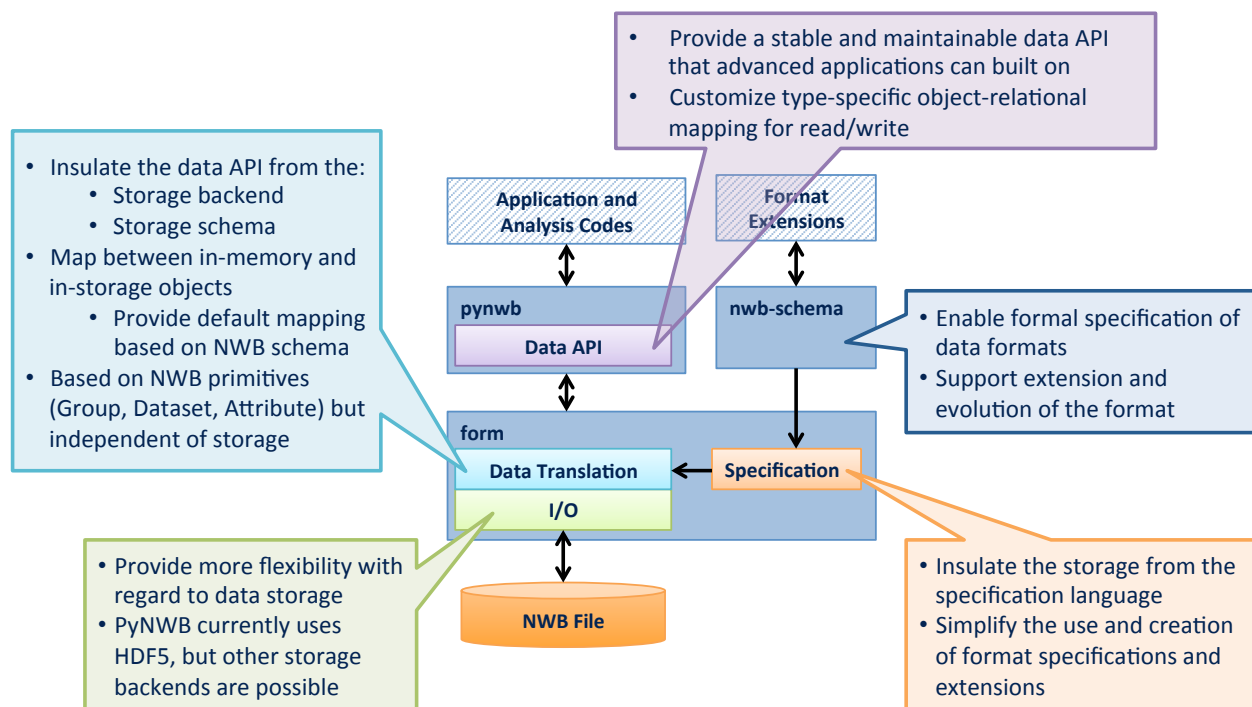 • Provide a stable and maintainable data API
that advanced applications can built on
• Customize type-specific object-relational
mapping for read/write
• Insulate the data API from the:
• Storage backend
• Storage schema
• Map between in-memory and
in-storage objects
• Provide default mapping
based on NWB schema
• Based on NWB primitives
(Group, Dataset, Attribute) but
independent of storage
Application and
Analysis Codes
Format
Extensions
pynwb
Data API
nwb-schema
• Enable formal specification of
data formats
• Support extension and
evolution of the format
form
Data Translation
I/O
Specification
NWB File
• Provide more flexibility with
regard to data storage
• PyNWB currently uses
HDF5, but other storage
backends are possible
• Insulate the storage from the
specification language
• Simplify the use and creation
of format specifications and
extensions